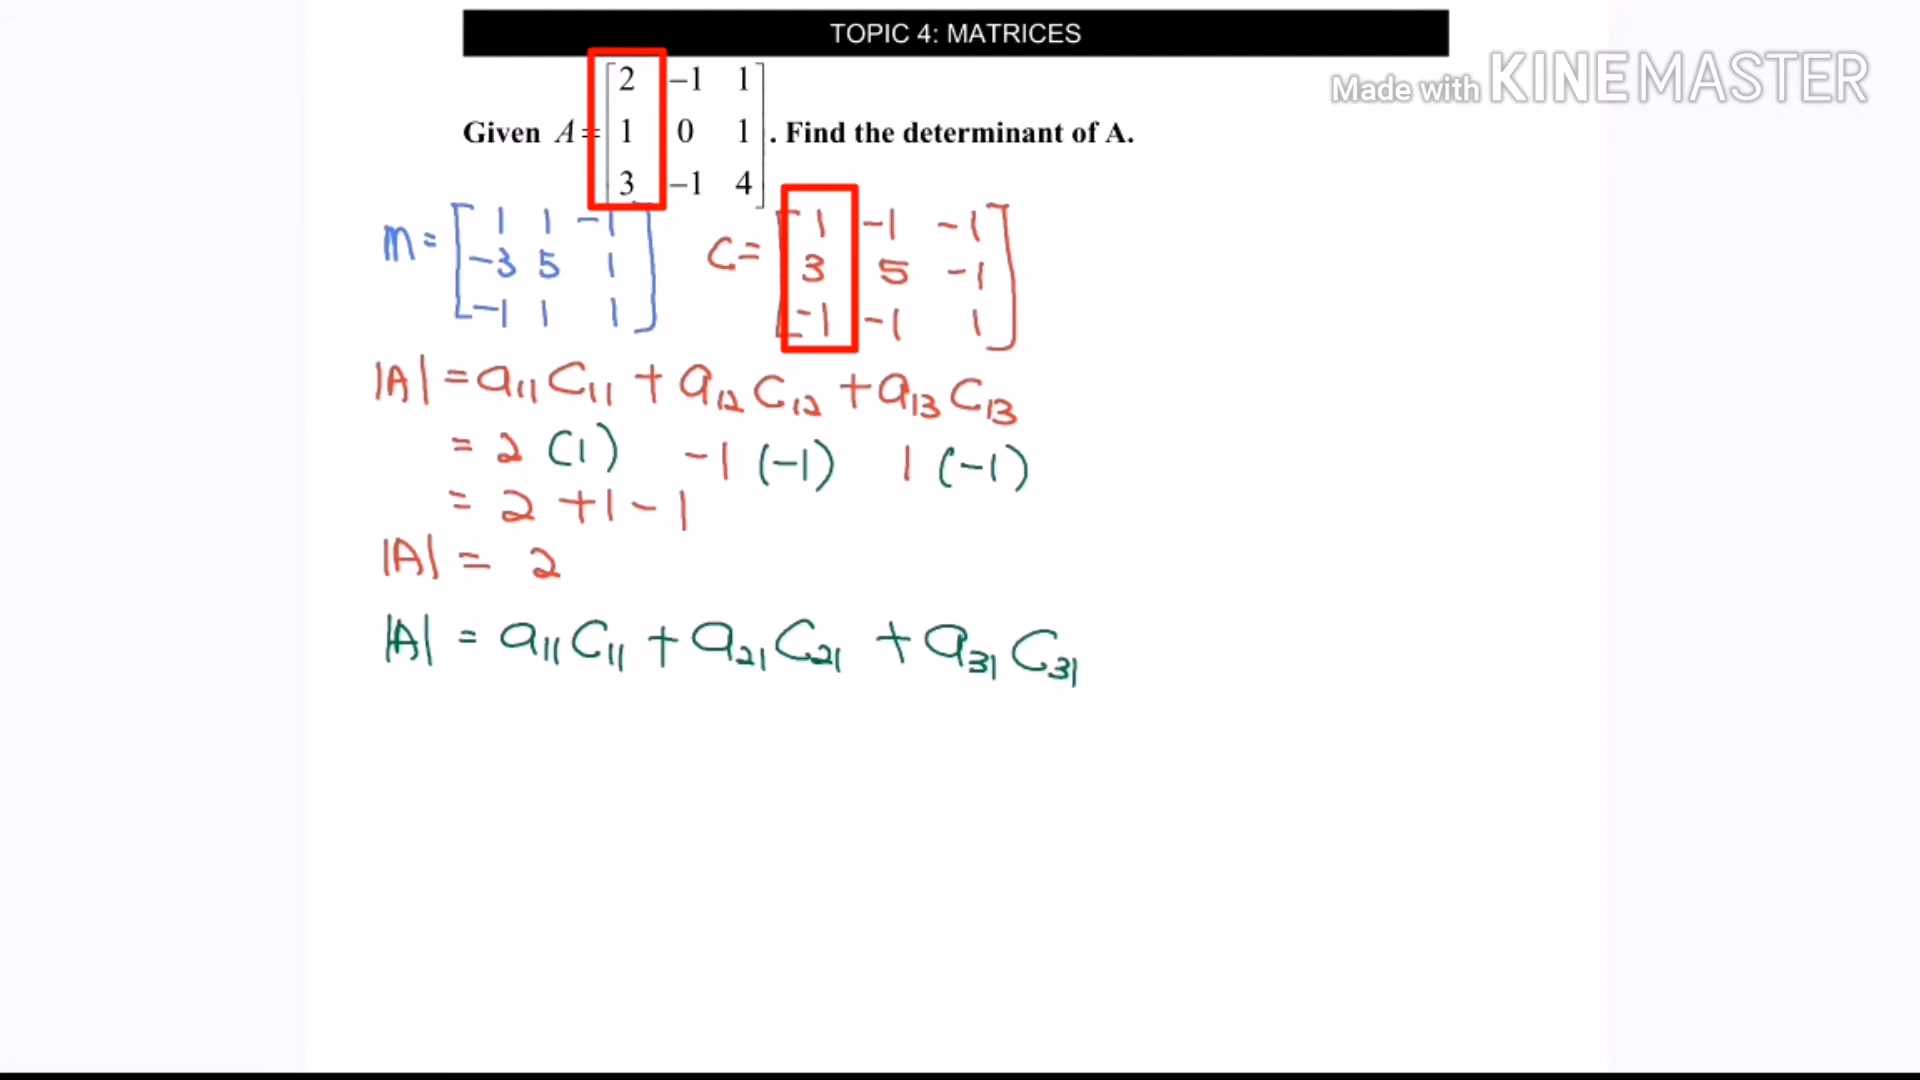 TOPIC 4: MATRICES
Made with KINEMASTER
2 -1 1
Given A = 1 0 1 . Find the determinant of A.
3 -1 4
1 1 -1
m = -3 5 1
-1 1 1
1 -1 -1
C = 3 5 -1
-1 -1 1
|A| = a11 C11 + a12 C12 + a13 C13
= 2 (1) -1 (-1) 1 (-1)
= 2 +1 - 1
|A| = 2
|A| = a11 C11 + a21 C21 + a31 C31